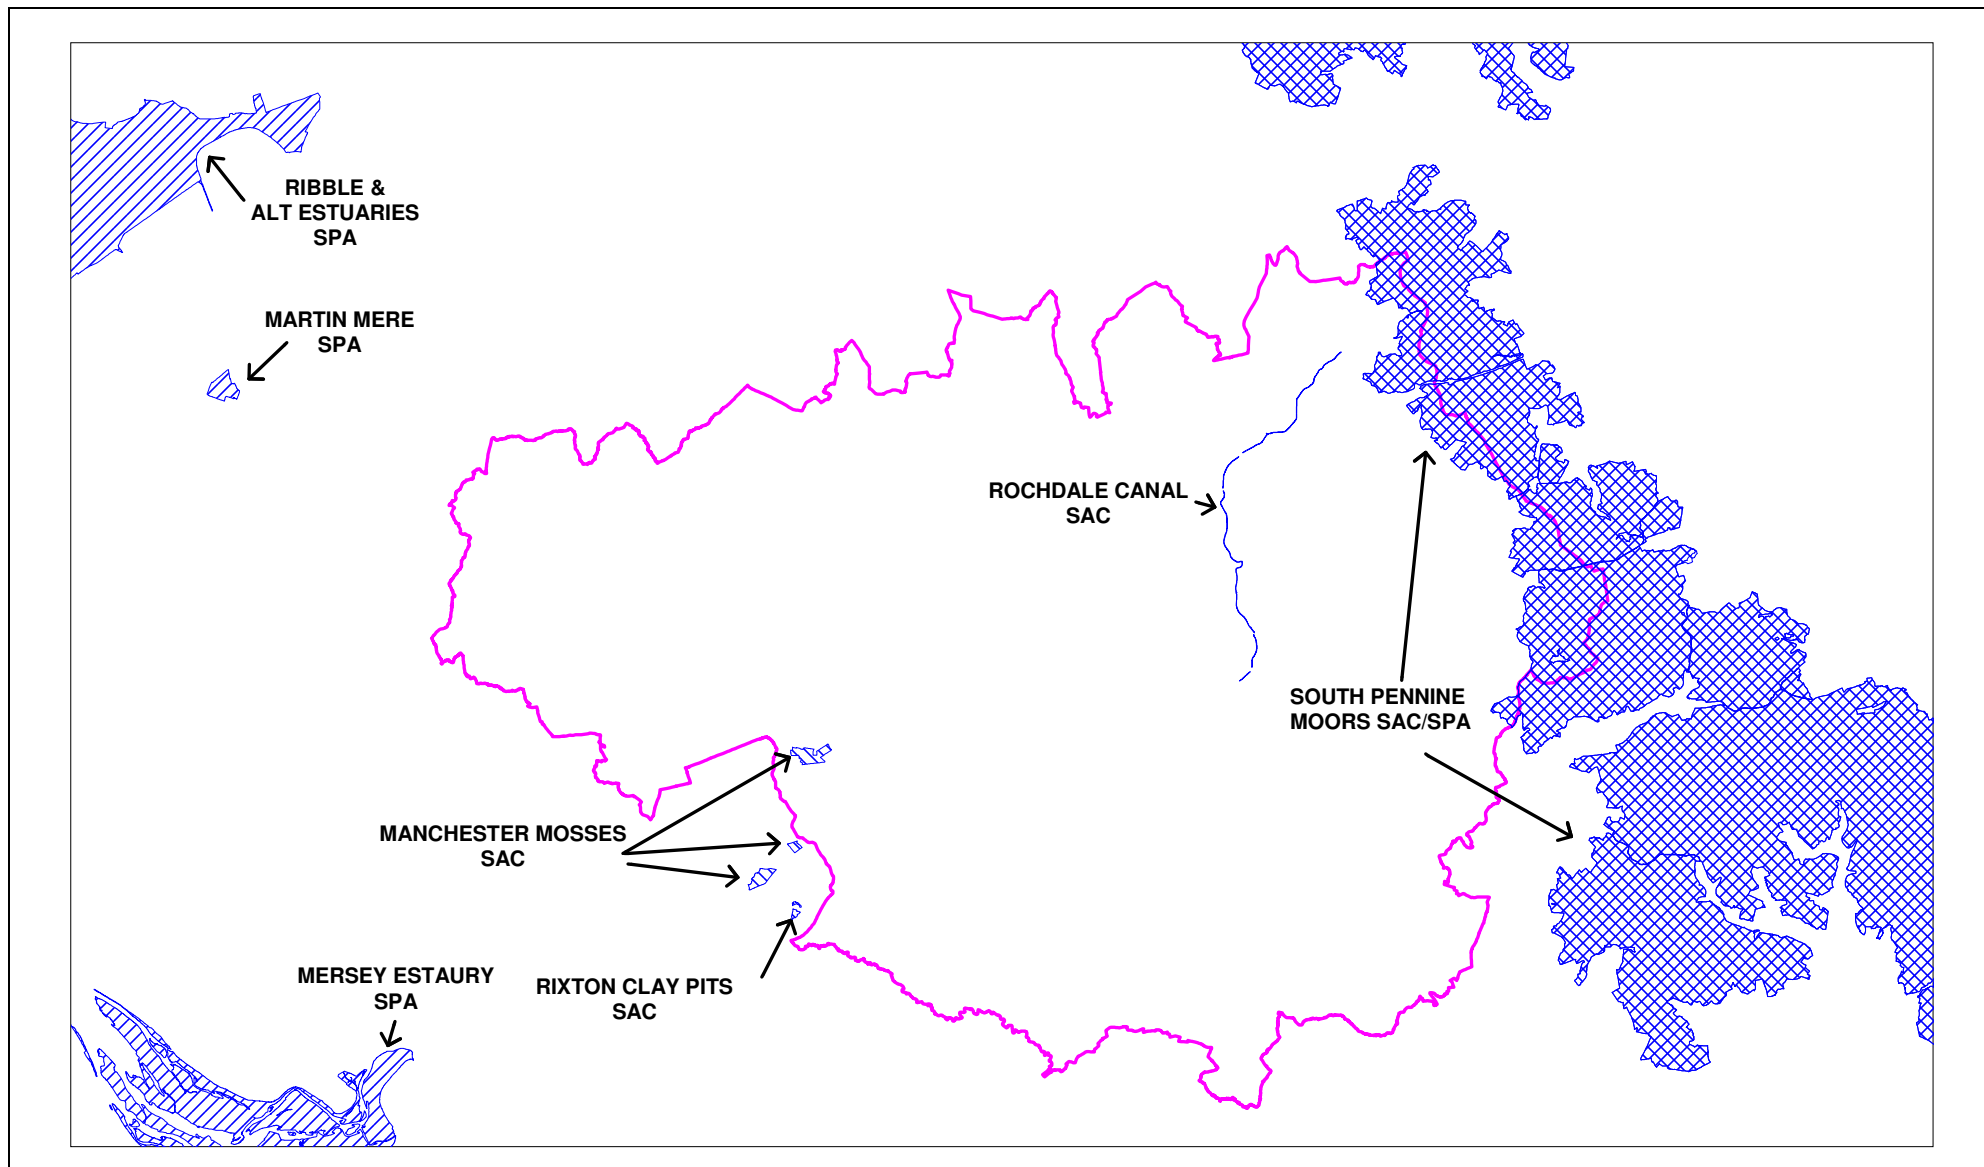 RIBBLE &
ALT ESTUARIES
SPA
MARTIN MERE
SPA
ROCHDALE CANAL
SAC
SOUTH PENNINE
MOORS SAC/SPA
MANCHESTER MOSSES
SAC
MERSEY ESTAURY
SPA
RIXTON CLAY PITS
SAC